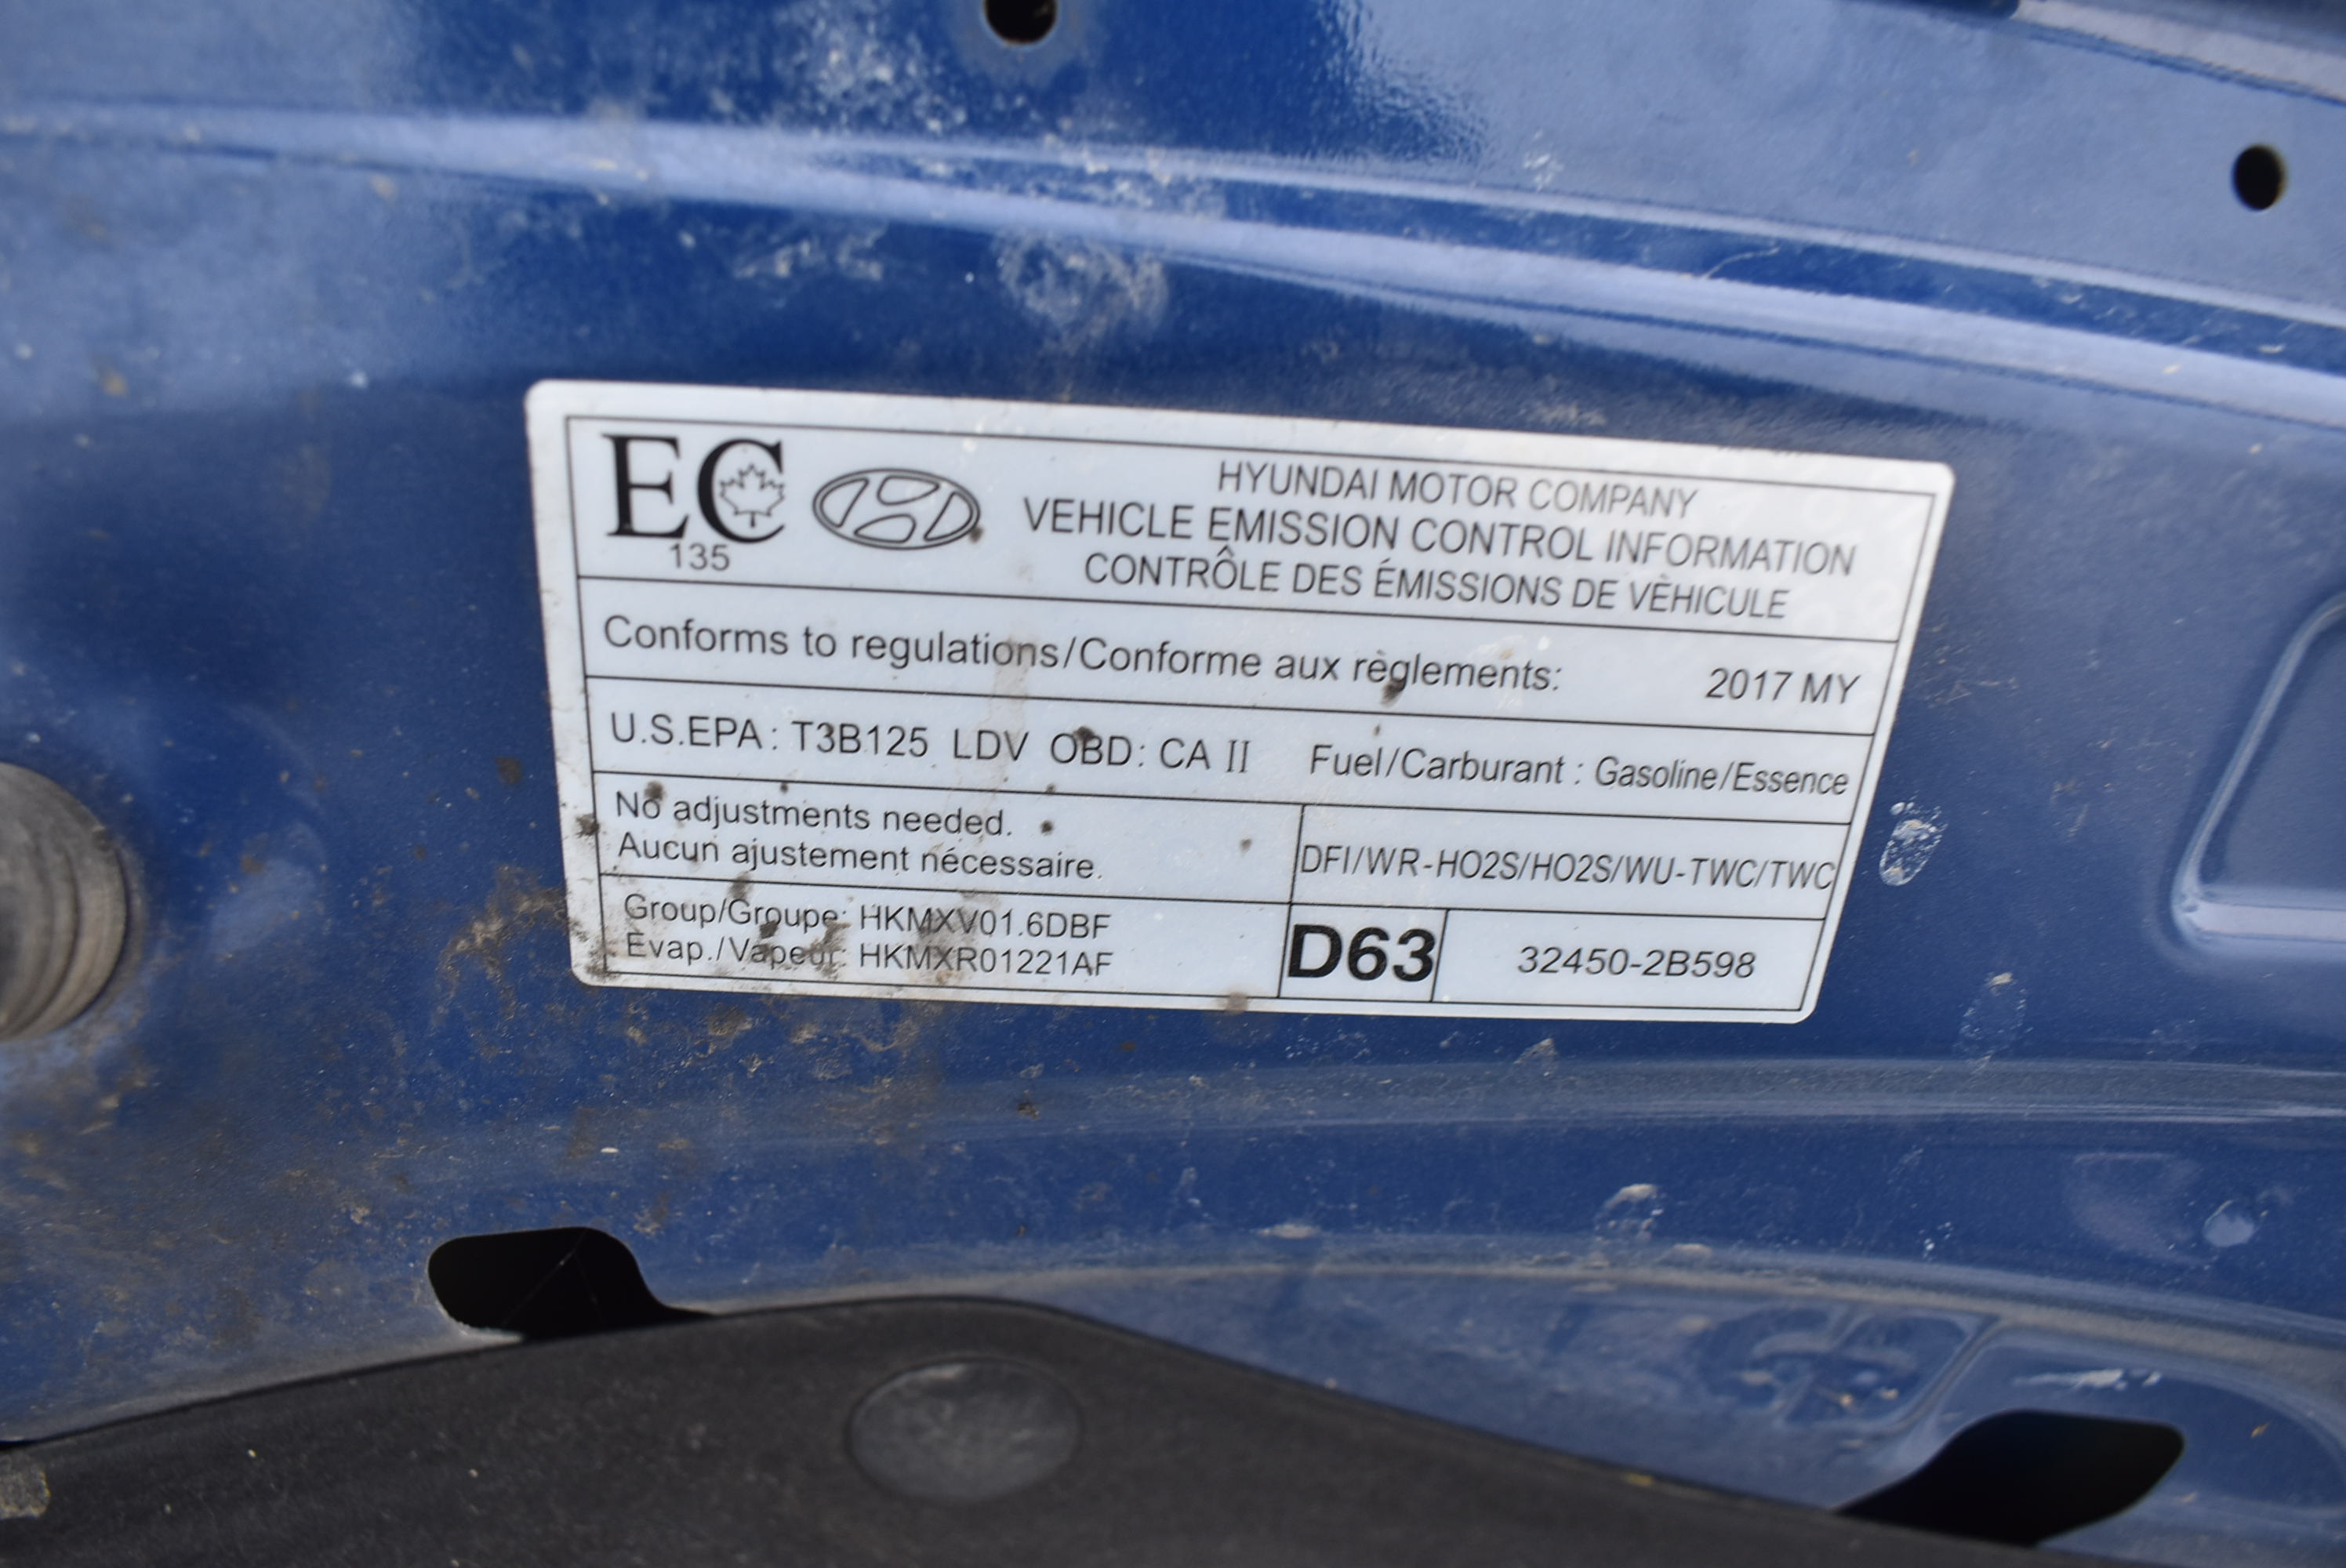 EC
135
HYUNDAI MOTOR COMPANY
VEHICLE EMISSION CONTROL INFORMATION
CONTRÔLE DES ÉMISSIONS DE VÈHICULE
Conforms to regulations/Conforme aux règlements: 2017 MY
U.S.EPA: T3B125 LDV OBD: CA II Fuel/Carburant : Gasoline/Essence
No adjustments needed.
Aucun ajustement nécessaire.
DFI/WR-HO2S/HO2S/WU-TWC/TWC
Group/Groupe: HKMXV01.6DBF
Evap./Vapeur: HKMXR01221AF
D63
32450-2B598